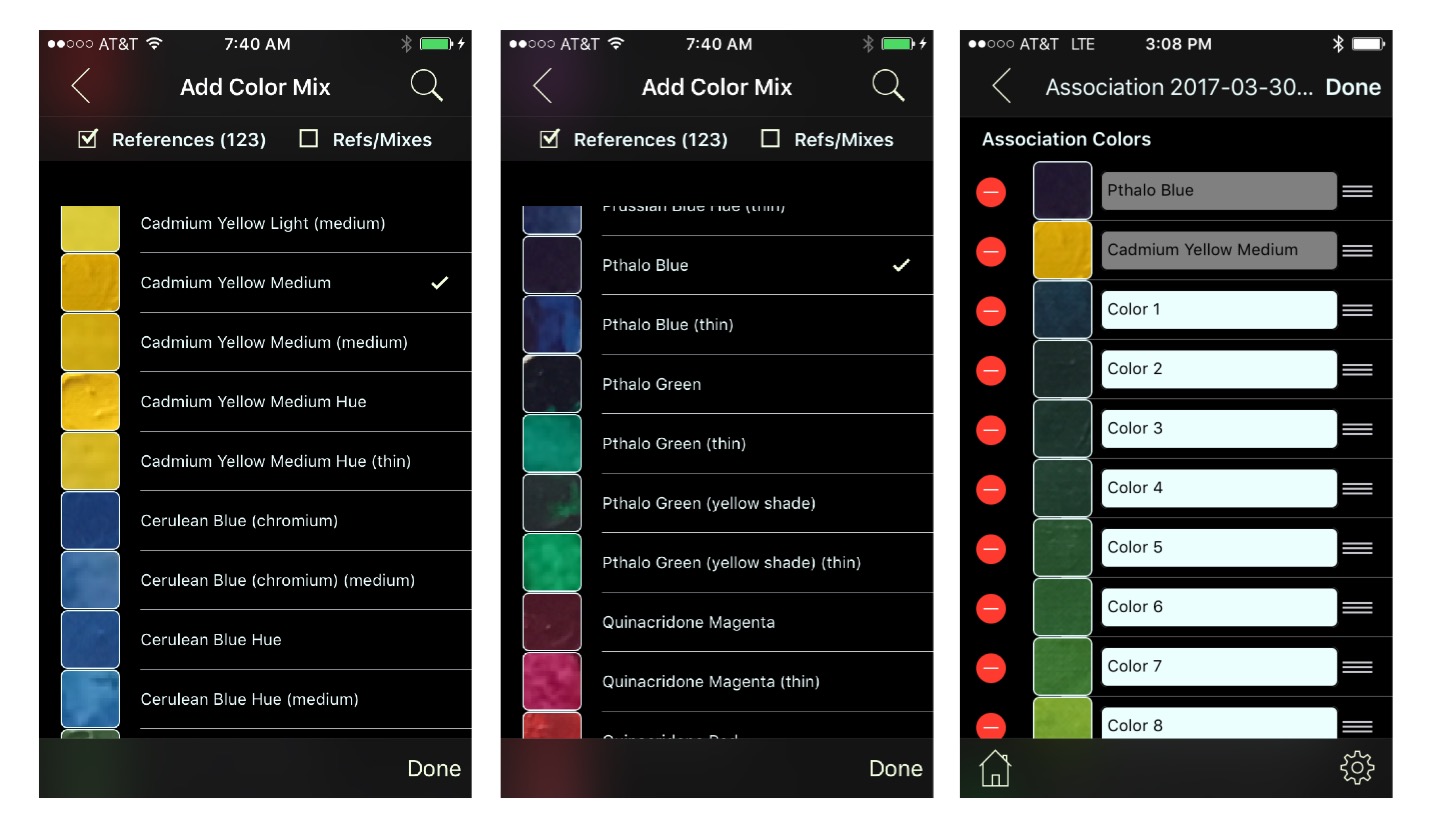 AT&T 7:40 AM
Add Color Mix
References (123) Refs/Mixes
Cadmium Yellow Light (medium)
Cadmium Yellow Medium
Cadmium Yellow Medium (medium)
Cadmium Yellow Medium Hue
Cadmium Yellow Medium Hue (thin)
Cerulean Blue (chromium)
Cerulean Blue (chromium) (medium)
Cerulean Blue Hue
Cerulean Blue Hue (medium)
Done
AT&T 7:40 AM
Add Color Mix
References (123) Refs/Mixes
Prussian Blue Hue (thin)
Pthalo Blue
Pthalo Blue (thin)
Pthalo Green
Pthalo Green (thin)
Pthalo Green (yellow shade)
Pthalo Green (yellow shade) (thin)
Quinacridone Magenta
Quinacridone Magenta (thin)
Quinacridone Red
Done
AT&T LTE 3:08 PM
Association 2017-03-30... Done
Association Colors
Pthalo Blue
Cadmium Yellow Medium
Color 1
Color 2
Color 3
Color 4
Color 5
Color 6
Color 7
Color 8